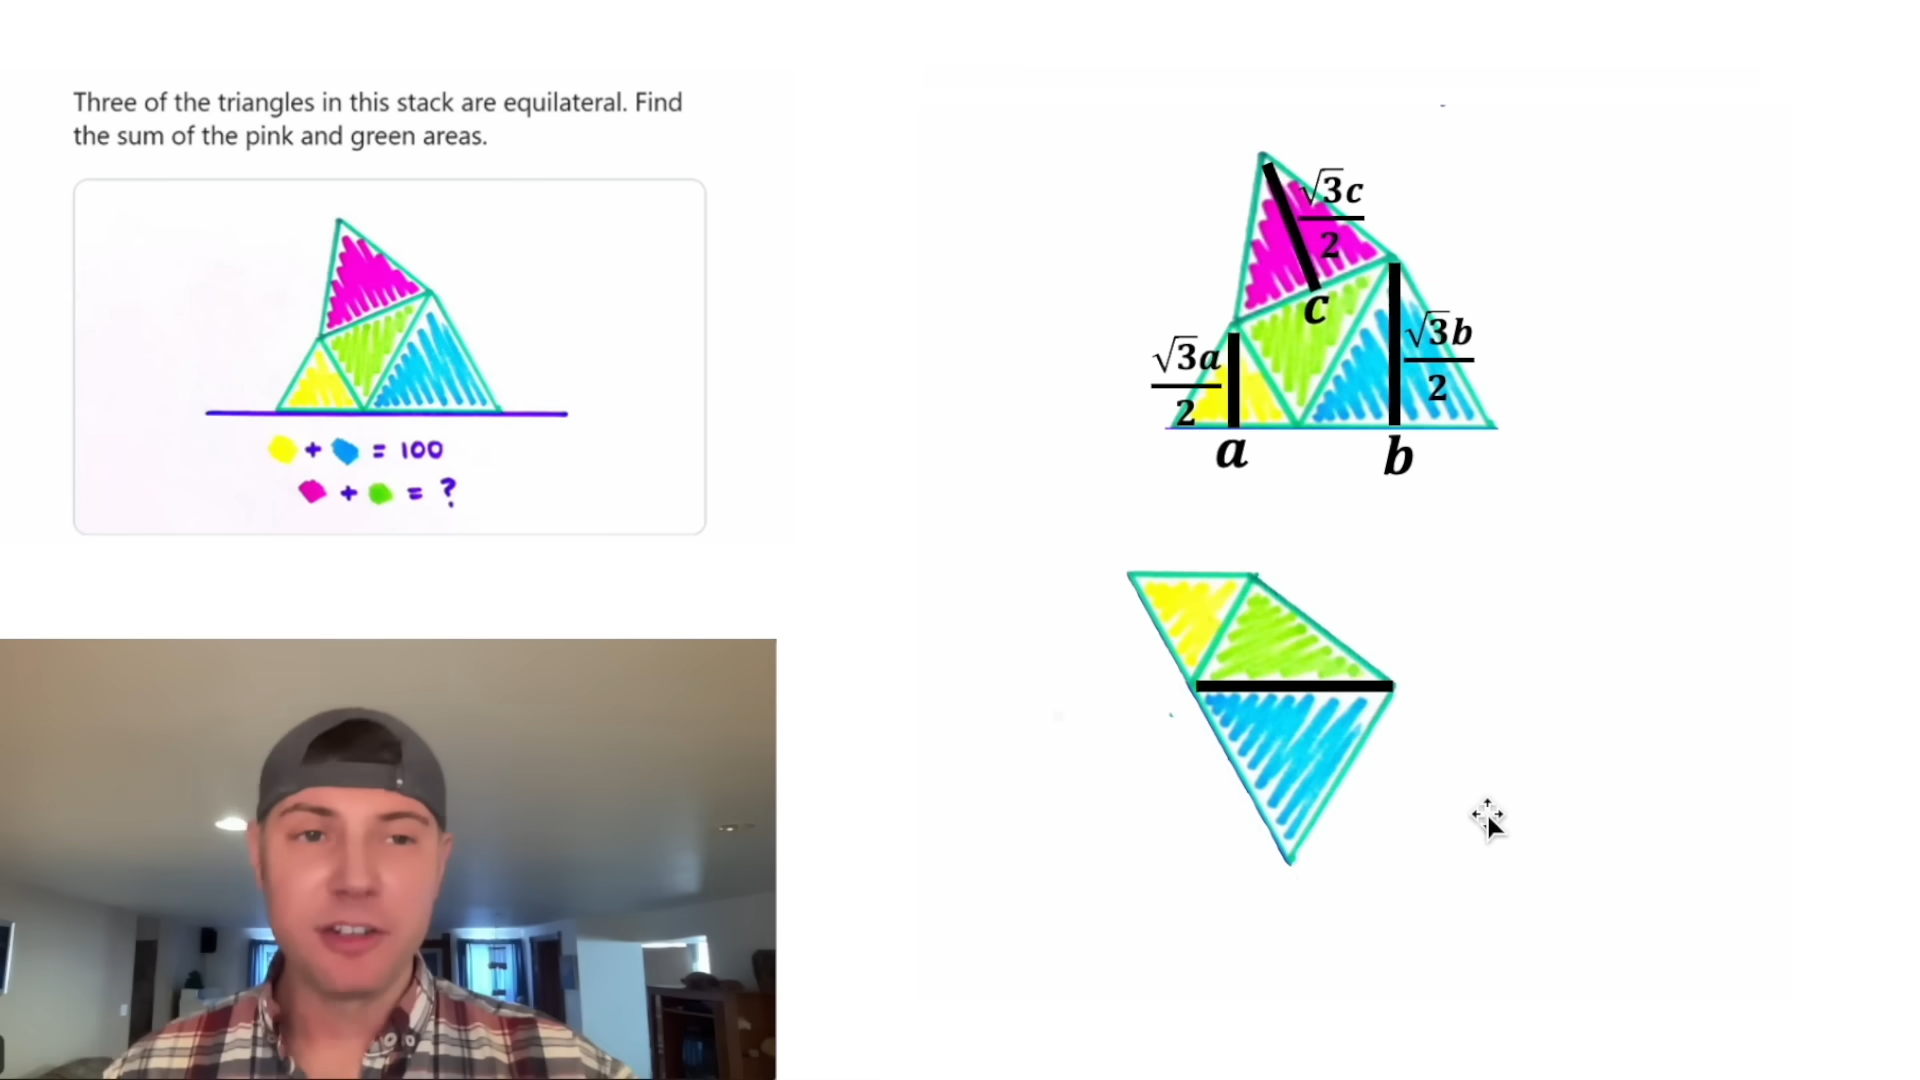 Three of the triangles in this stack are equilateral. Find
the sum of the pink and green areas.
+ = 100
+ = ?
√3c
2
c
√3a
2
a
√3b
2
b